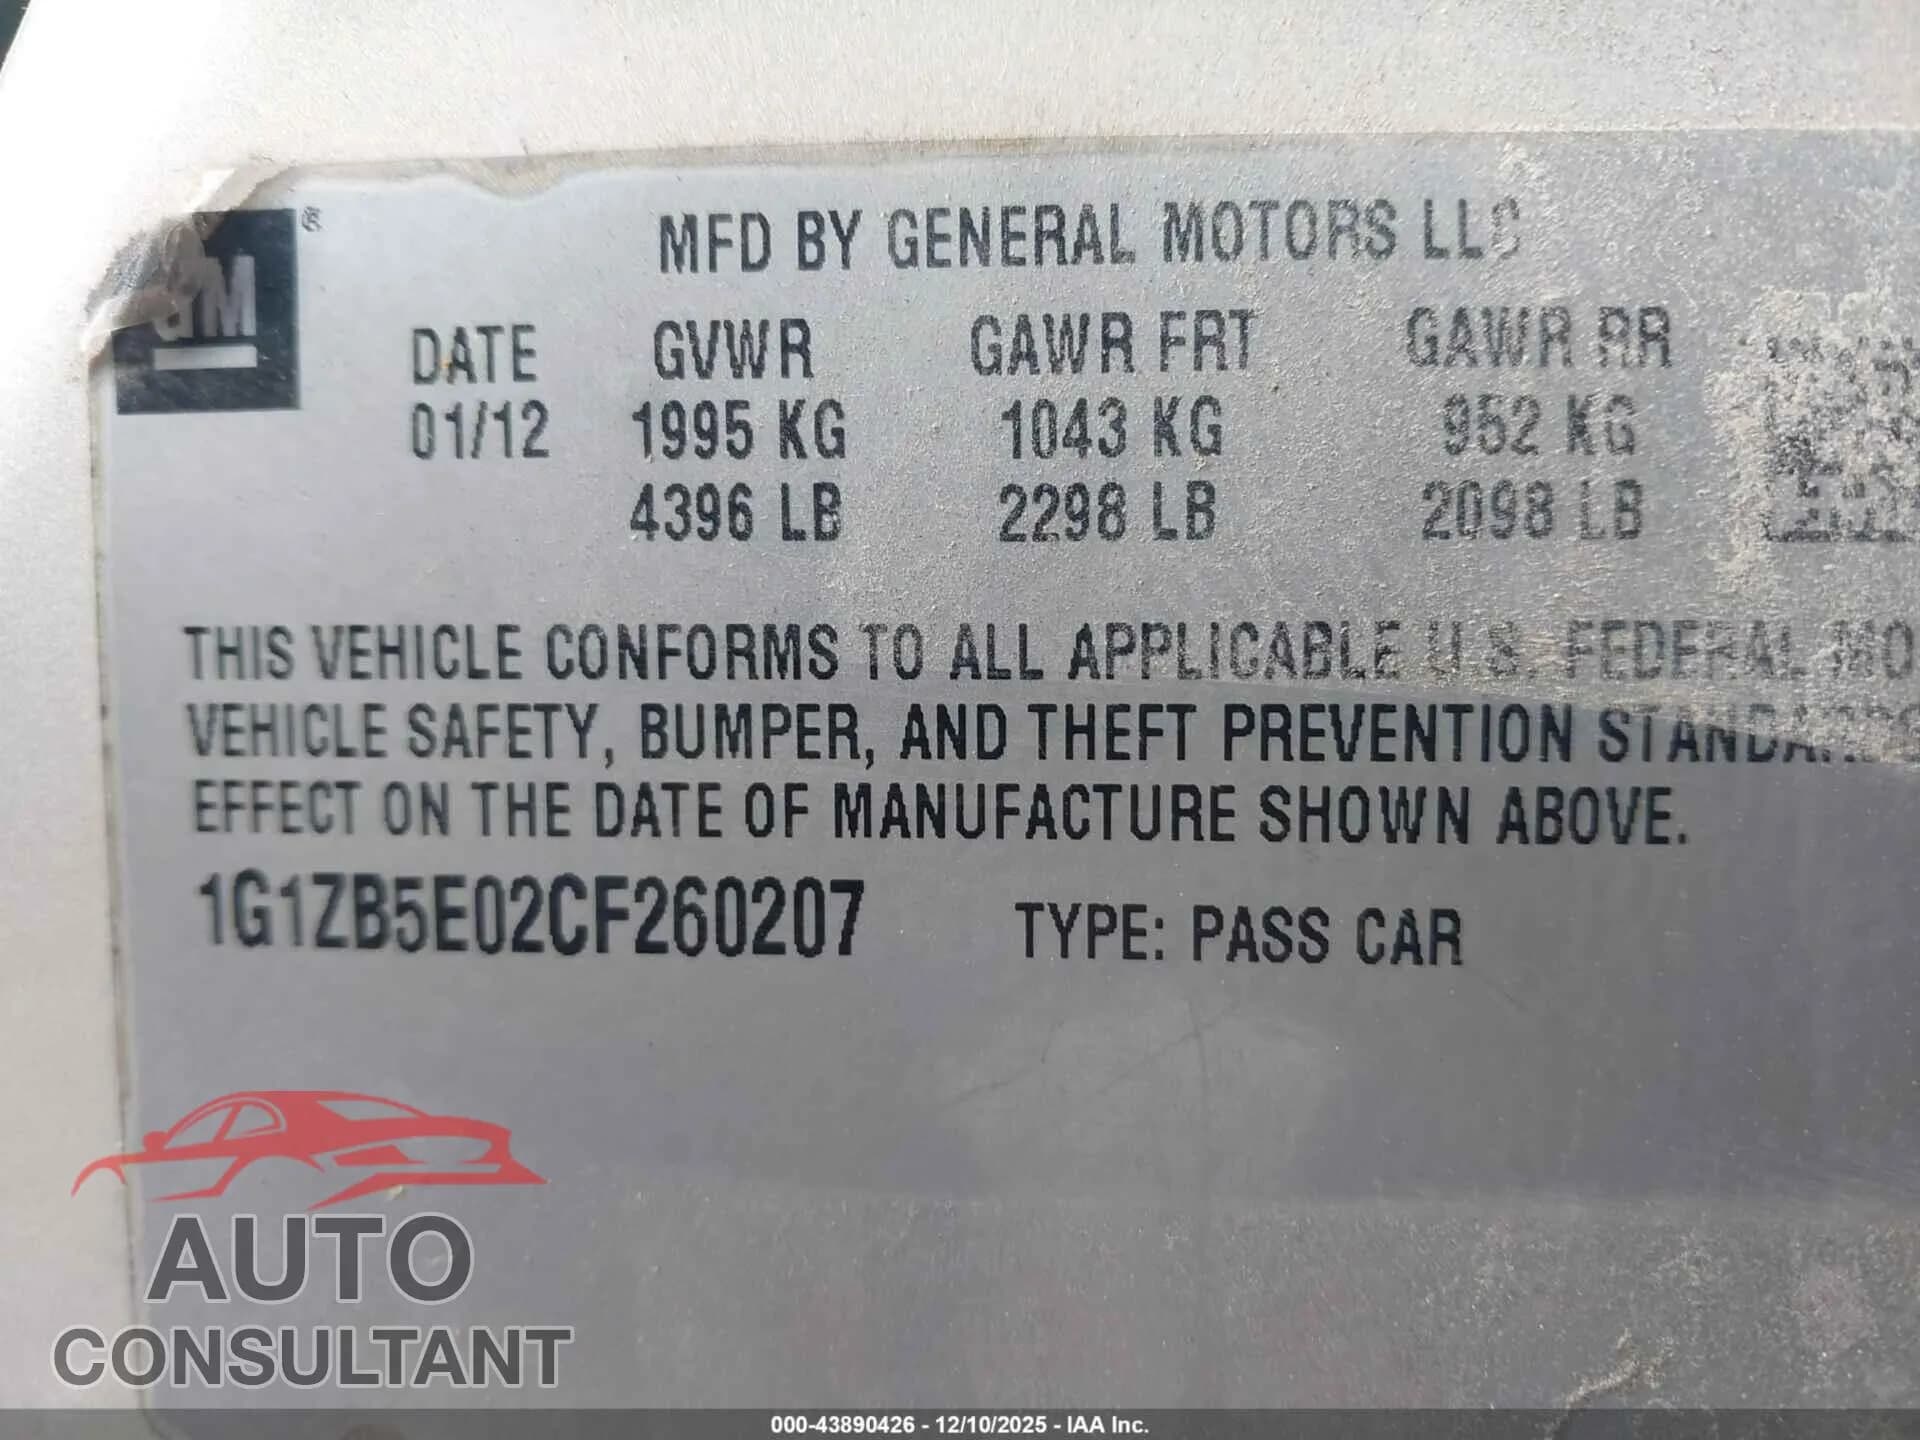 GM ®
MFD BY GENERAL MOTORS LLC
DATE GVWR GAWR FRT GAWR RR
01/12 1995 KG 1043 KG 952 KG
4396 LB 2298 LB 2098 LB
THIS VEHICLE CONFORMS TO ALL APPLICABLE U.S. FEDERAL MO
VEHICLE SAFETY, BUMPER, AND THEFT PREVENTION STANDARDS
EFFECT ON THE DATE OF MANUFACTURE SHOWN ABOVE.
1G1ZB5E02CF260207 TYPE: PASS CAR
AUTO
CONSULTANT
000-43890426 - 12/10/2025 - IAA Inc.